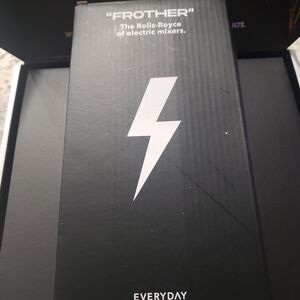 "FROTHER"
The Rolls-Royce
of electric mixers.
EVERYDAY